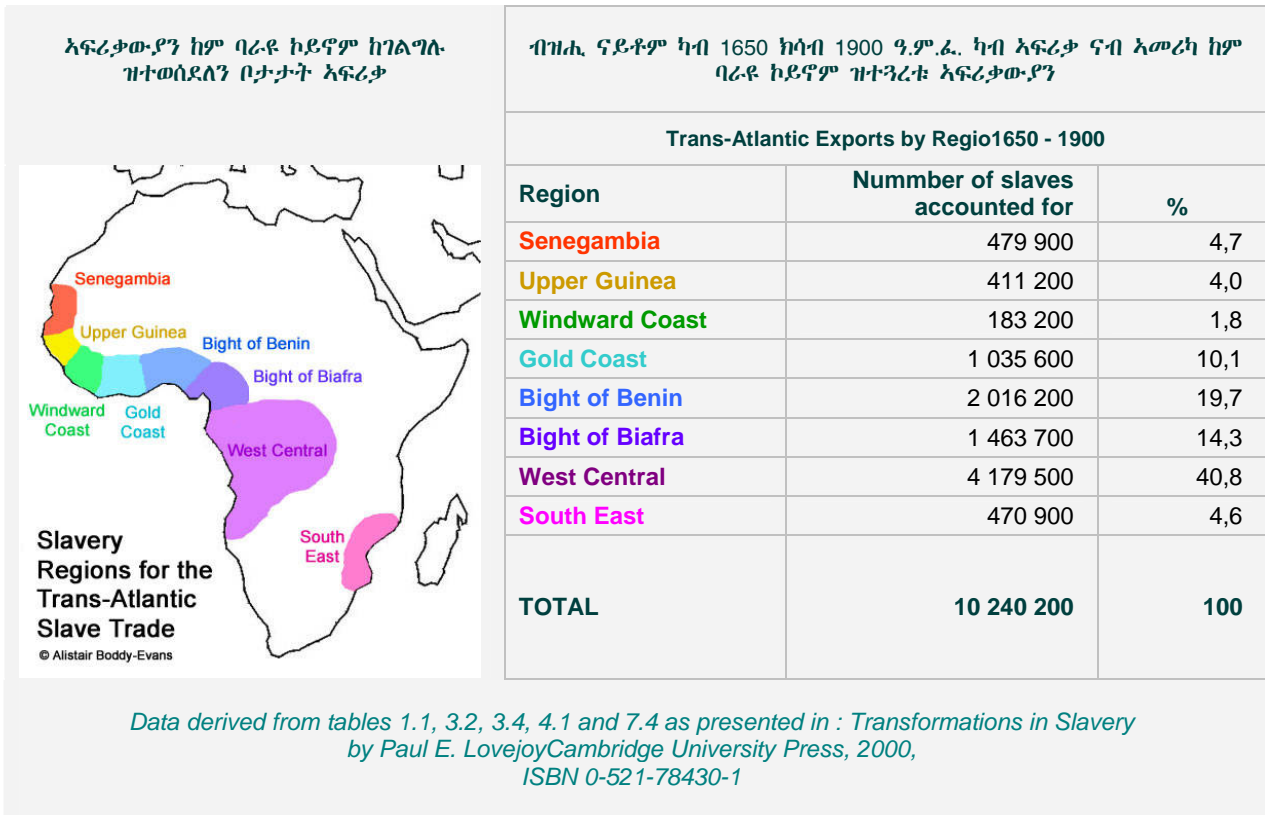 ኣፍሪቃውያን ከም ባራዩ ኮይኖም ከገልግሉ
ዝተወሰደለን ቦታታት ኣፍሪቃ
ብዝሒ ናይቶም ካብ 1650 ክሳብ 1900 ዓ.ም.ፈ. ካብ ኣፍሪቃ ናብ ኣመሪካ ከም
ባራዩ ኮይኖም ዝተጓረቱ ኣፍሪቃውያን
Trans-Atlantic Exports by Regio1650 - 1900
Region
Nummber of slaves
accounted for
%
Senegambia 479 900 4,7
Upper Guinea 411 200 4,0
Windward Coast 183 200 1,8
Gold Coast 1 035 600 10,1
Bight of Benin 2 016 200 19,7
Bight of Biafra 1 463 700 14,3
West Central 4 179 500 40,8
South East 470 900 4,6
TOTAL 10 240 200 100
Senegambia
Upper Guinea
Bight of Benin
Bight of Biafra
Windward
Coast
Gold
Coast
West Central
South
East
Slavery
Regions for the
Trans-Atlantic
Slave Trade
© Alistair Boddy-Evans
Data derived from tables 1.1, 3.2, 3.4, 4.1 and 7.4 as presented in : Transformations in Slavery
by Paul E. LovejoyCambridge University Press, 2000,
ISBN 0-521-78430-1